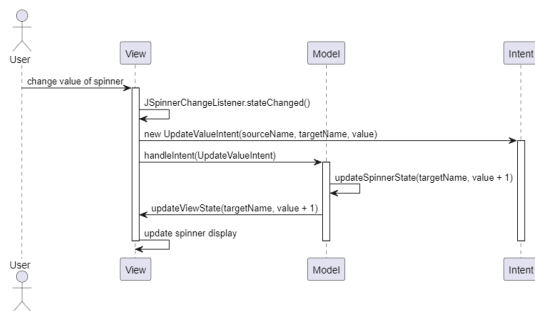 User
View
Model
Intent
change value of spinner
JSpinnerChangeListener.stateChanged()
new UpdateValueIntent(sourceName, targetName, value)
handleIntent(UpdateValueIntent)
updateSpinnerState(targetName, value + 1)
updateViewState(targetName, value + 1)
update spinner display
User
View
Model
Intent